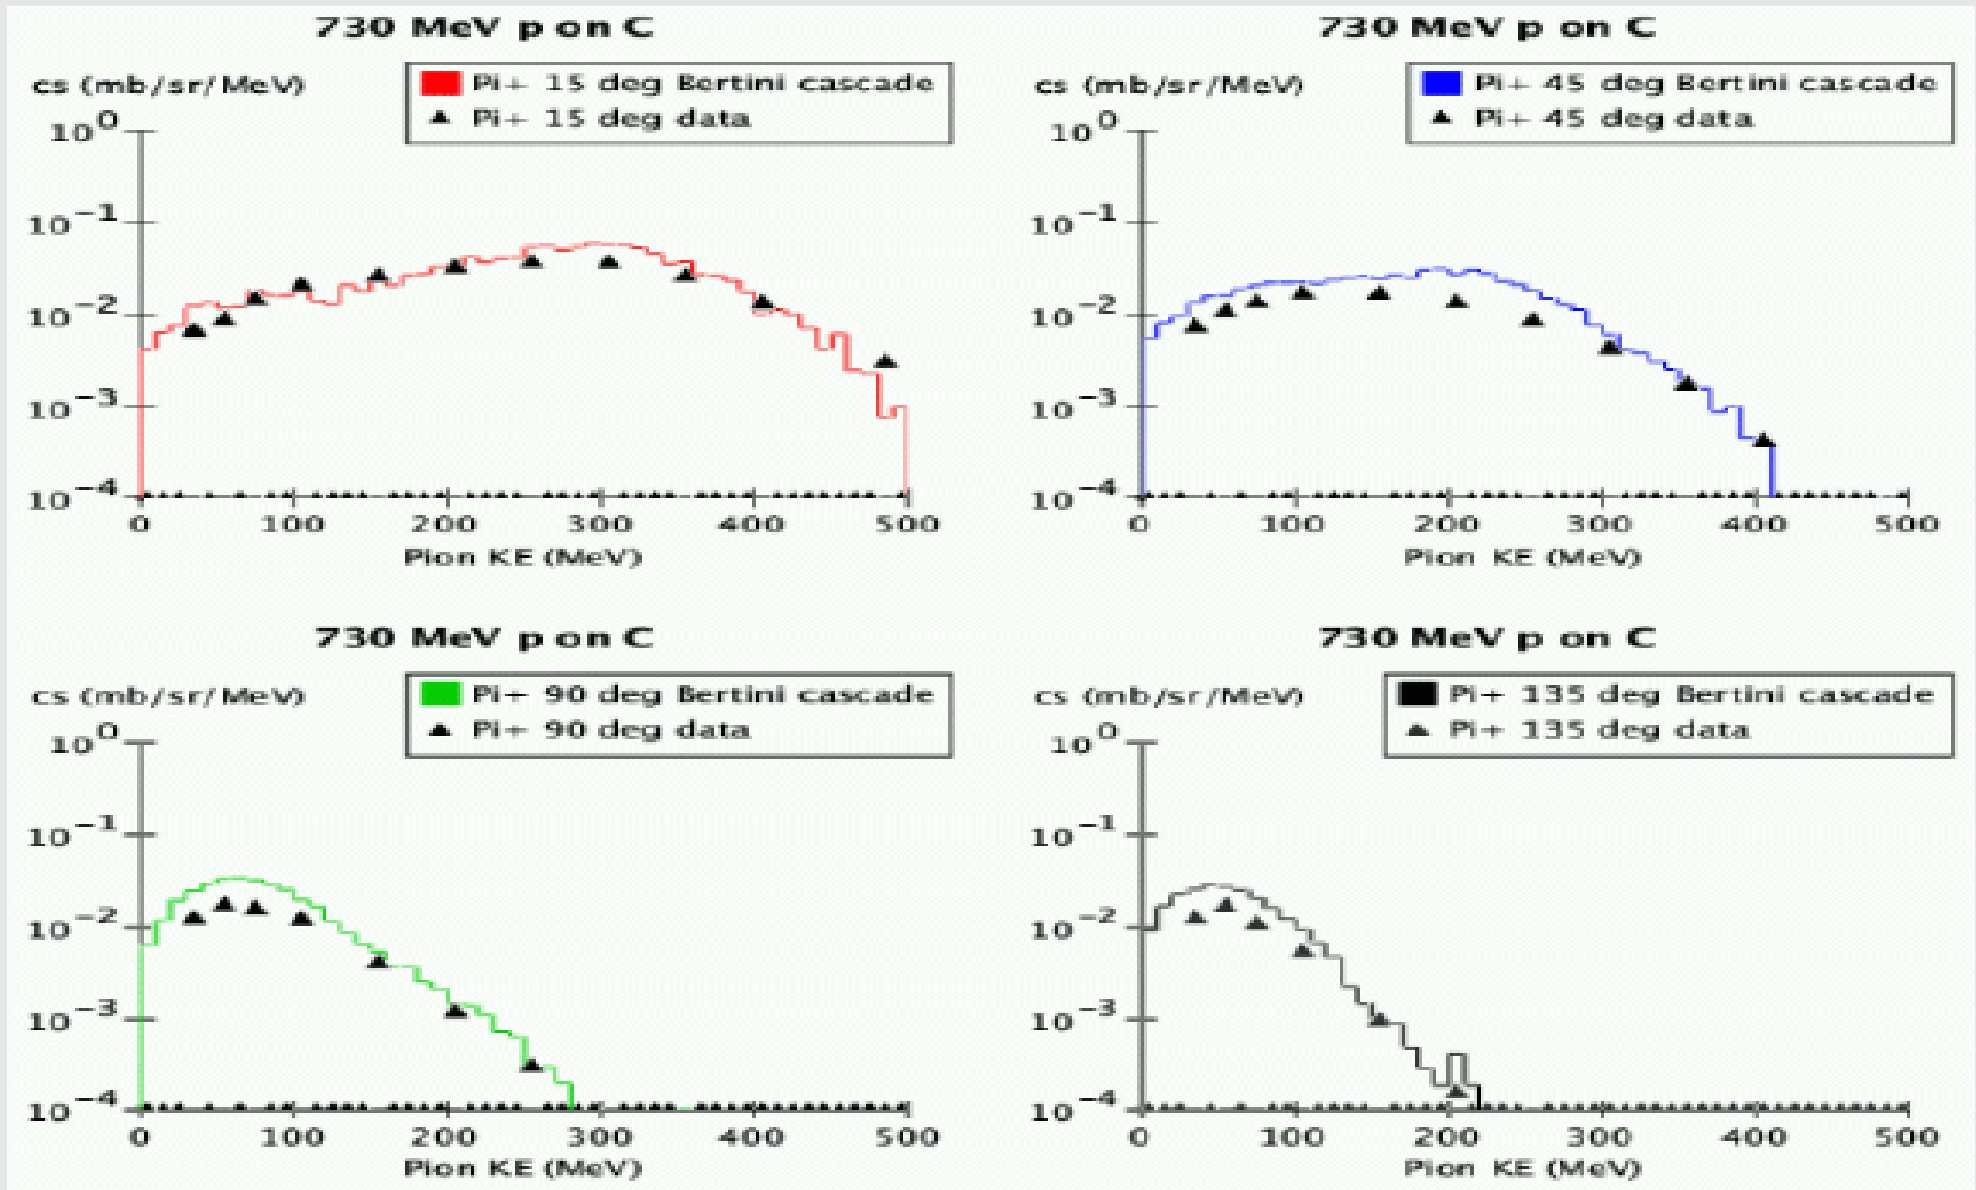 730 MeV p on C
cs (mb/sr/MeV)
Pi+ 15 deg Bertini cascade
Pi+ 15 deg data
10^0
10^-1
10^-2
10^-3
10^-4
0 100 200 300 400 500
Pion KE (MeV)
730 MeV p on C
cs (mb/sr/MeV)
Pi+ 45 deg Bertini cascade
Pi+ 45 deg data
10^0
10^-1
10^-2
10^-3
10^-4
0 100 200 300 400 500
Pion KE (MeV)
730 MeV p on C
cs (mb/sr/MeV)
Pi+ 90 deg Bertini cascade
Pi+ 90 deg data
10^0
10^-1
10^-2
10^-3
10^-4
0 100 200 300 400 500
Pion KE (MeV)
730 MeV p on C
cs (mb/sr/MeV)
Pi+ 135 deg Bertini cascade
Pi+ 135 deg data
10^0
10^-1
10^-2
10^-3
10^-4
0 100 200 300 400 500
Pion KE (MeV)